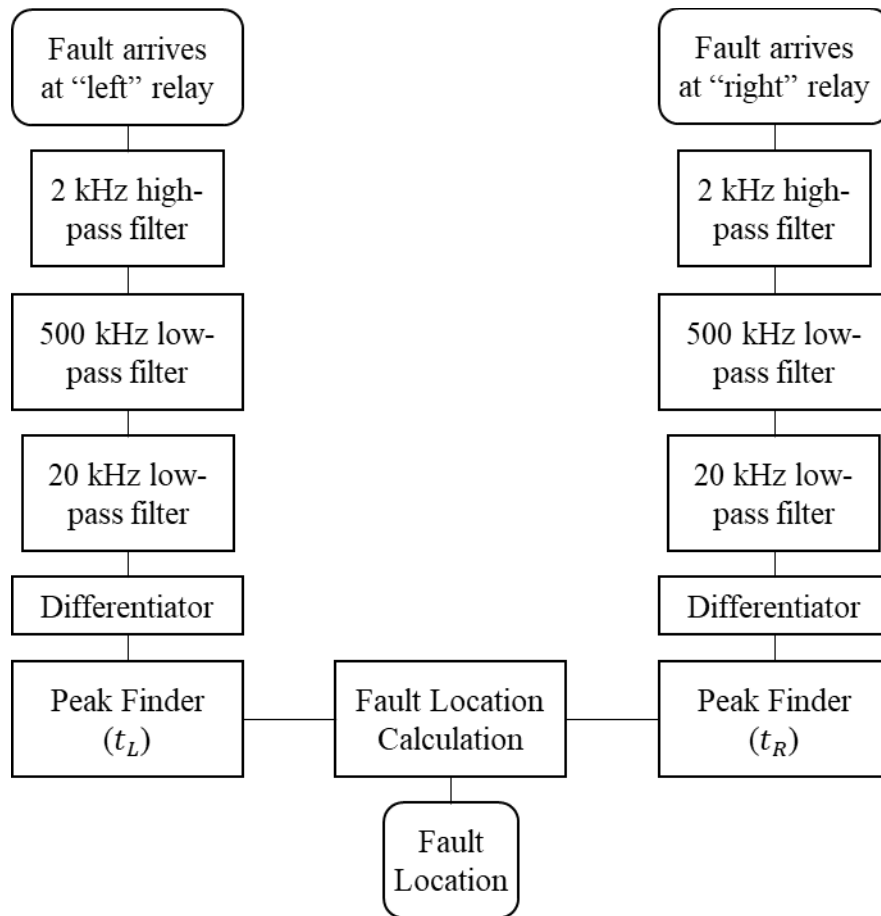 Fault arrives
at “left” relay
2 kHz high-
pass filter
500 kHz low-
pass filter
20 kHz low-
pass filter
Differentiator
Peak Finder
(t_L)
Fault arrives
at “right” relay
2 kHz high-
pass filter
500 kHz low-
pass filter
20 kHz low-
pass filter
Differentiator
Peak Finder
(t_R)
Fault Location
Calculation
Fault
Location